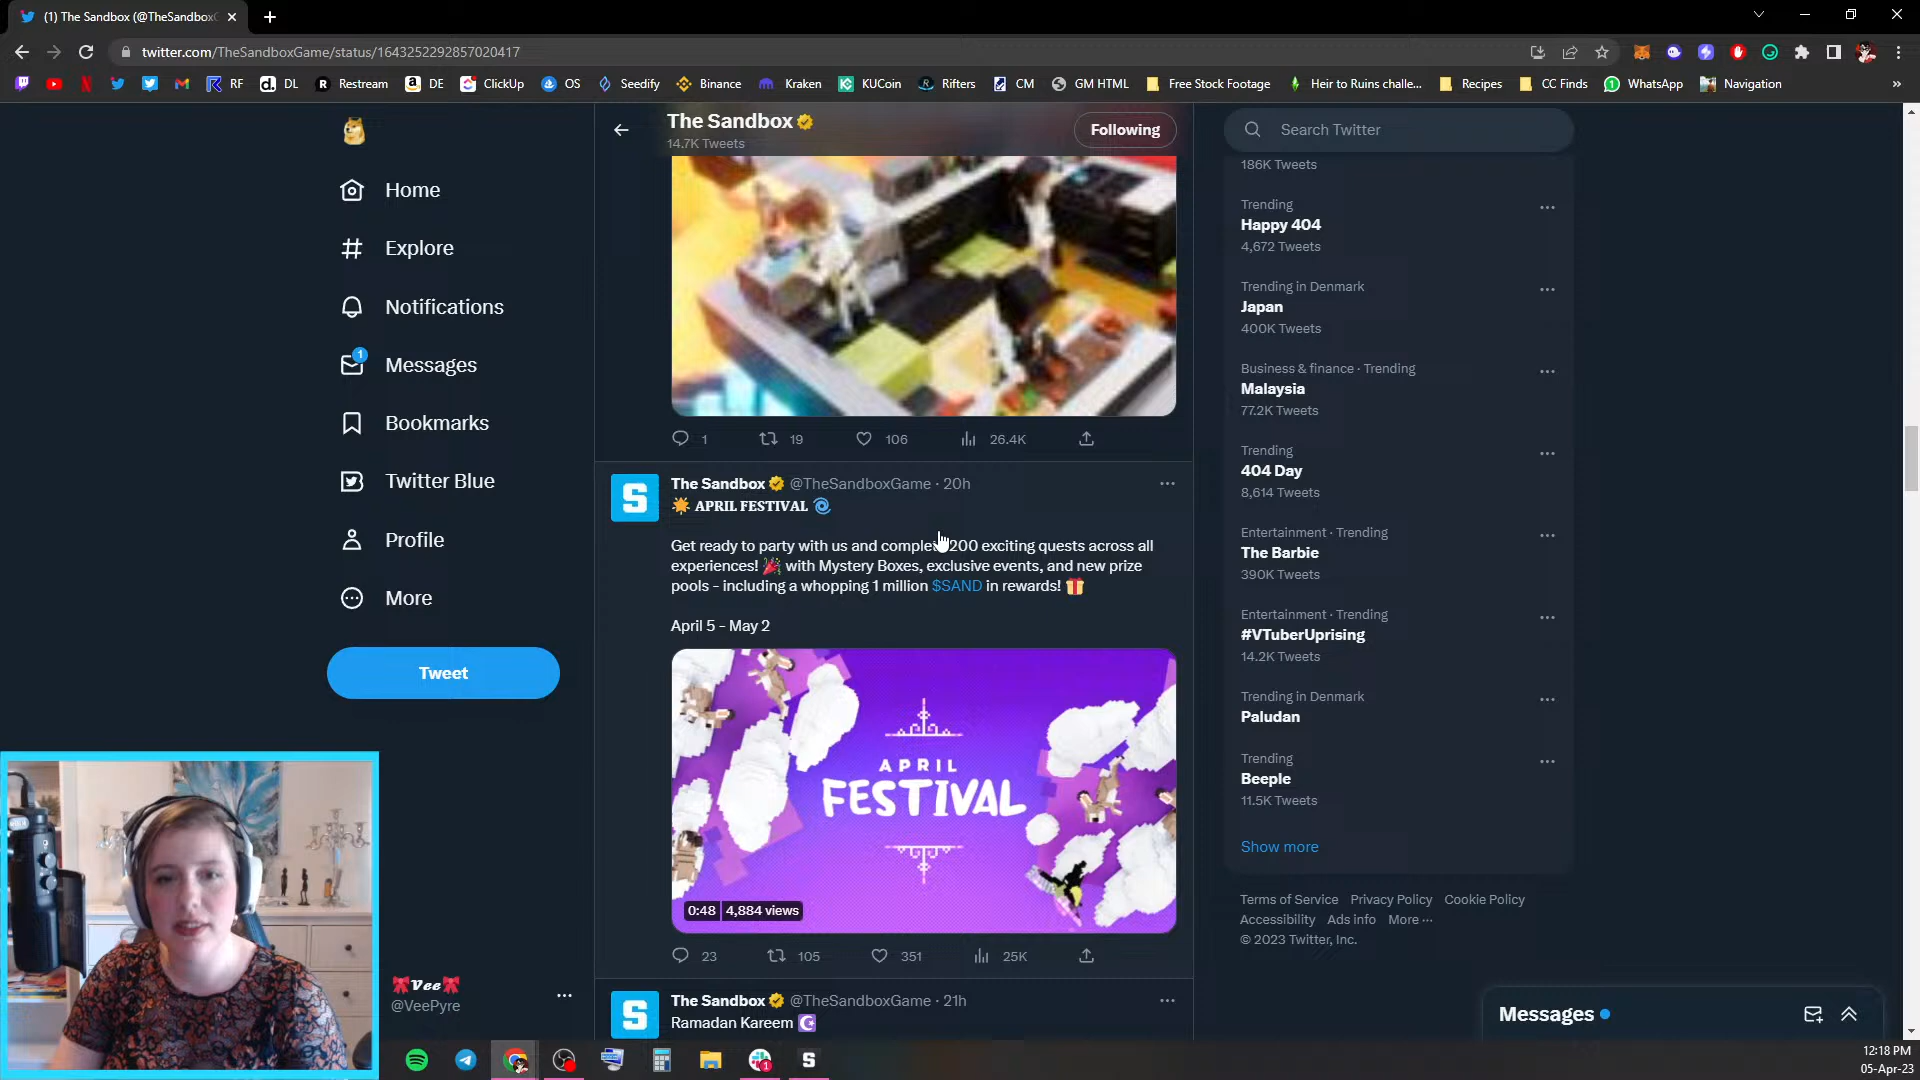 (1) The Sandbox (@TheSandboxG
twitter.com/TheSandboxGame/status/1643252292857020417
RF DL Restream DE ClickUp OS Seedify Binance Kraken KUCoin Rifters CM GM HTML Free Stock Footage Heir to Ruins challe... Recipes CC Finds WhatsApp Navigation »
The Sandbox
14.7K Tweets
Following
Home
Explore
Notifications
1
Messages
Bookmarks
Twitter Blue
Profile
More
Tweet
Vee
@VeePyre
1 19 106 26.4K
The Sandbox @TheSandboxGame · 20h
APRIL FESTIVAL
Get ready to party with us and complete 200 exciting quests across all
experiences! 🎉 with Mystery Boxes, exclusive events, and new prize
pools - including a whopping 1 million $SAND in rewards! 🎁
April 5 - May 2
APRIL
FESTIVAL
0:48 4,884 views
23 105 351 25K
The Sandbox @TheSandboxGame · 21h
Ramadan Kareem
Search Twitter
186K Tweets
Trending
Happy 404
4,672 Tweets
Trending in Denmark
Japan
400K Tweets
Business & finance · Trending
Malaysia
77.2K Tweets
Trending
404 Day
8,614 Tweets
Entertainment · Trending
The Barbie
390K Tweets
Entertainment · Trending
#VTuberUprising
14.2K Tweets
Trending in Denmark
Paludan
Trending
Beeple
11.5K Tweets
Show more
Terms of Service Privacy Policy Cookie Policy
Accessibility Ads info More ···
© 2023 Twitter, Inc.
Messages
12:18 PM
05-Apr-23